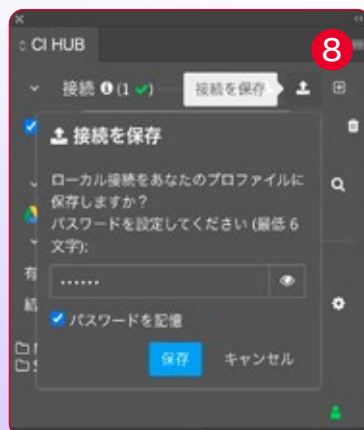 CI HUB
8
接続 (1 )
接続を保存
接続を保存
ローカル接続をあなたのプロファイルに
保存しますか？
パスワードを設定してください (最低 6
文字):
••••••
パスワードを記憶
保存 キャンセル
有